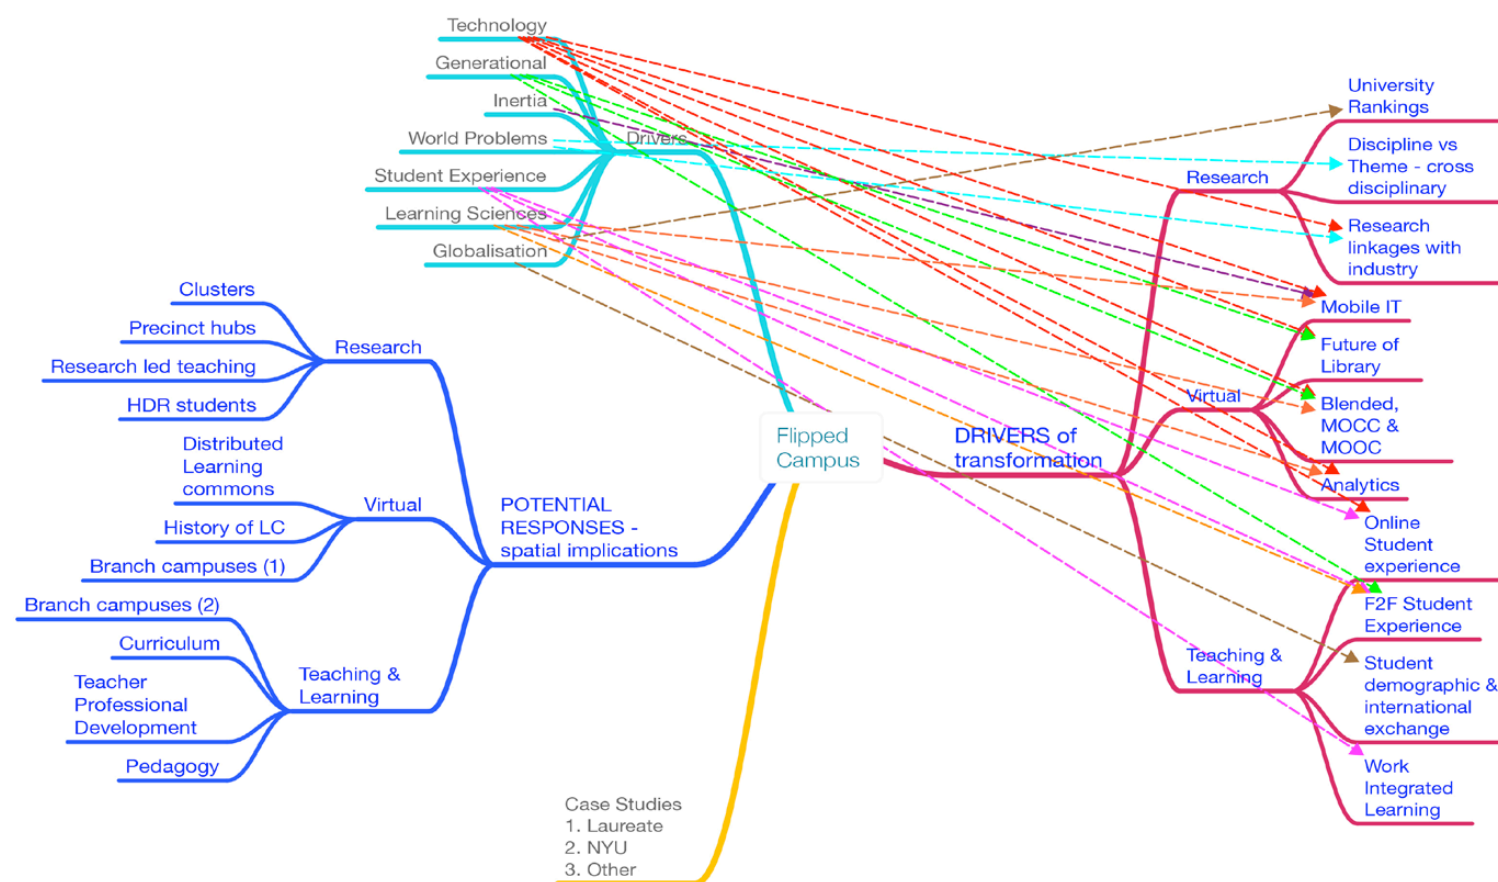 Technology
Generational
Inertia
World Problems
Student Experience
Learning Sciences
Globalisation
Drivers
Clusters
Precinct hubs
Research led teaching
HDR students
Research
Distributed
Learning
commons
History of LC
Branch campuses (1)
Virtual
Branch campuses (2)
Curriculum
Teacher
Professional
Development
Pedagogy
Teaching &
Learning
POTENTIAL
RESPONSES -
spatial implications
Flipped
Campus
Case Studies
1. Laureate
2. NYU
3. Other
DRIVERS of
transformation
Research
University
Rankings
Discipline vs
Theme - cross
disciplinary
Research
linkages with
industry
Virtual
Mobile IT
Future of
Library
Blended,
MOCC &
MOOC
Analytics
Teaching &
Learning
Online
Student
experience
F2F Student
Experience
Student
demographic &
international
exchange
Work
Integrated
Learning